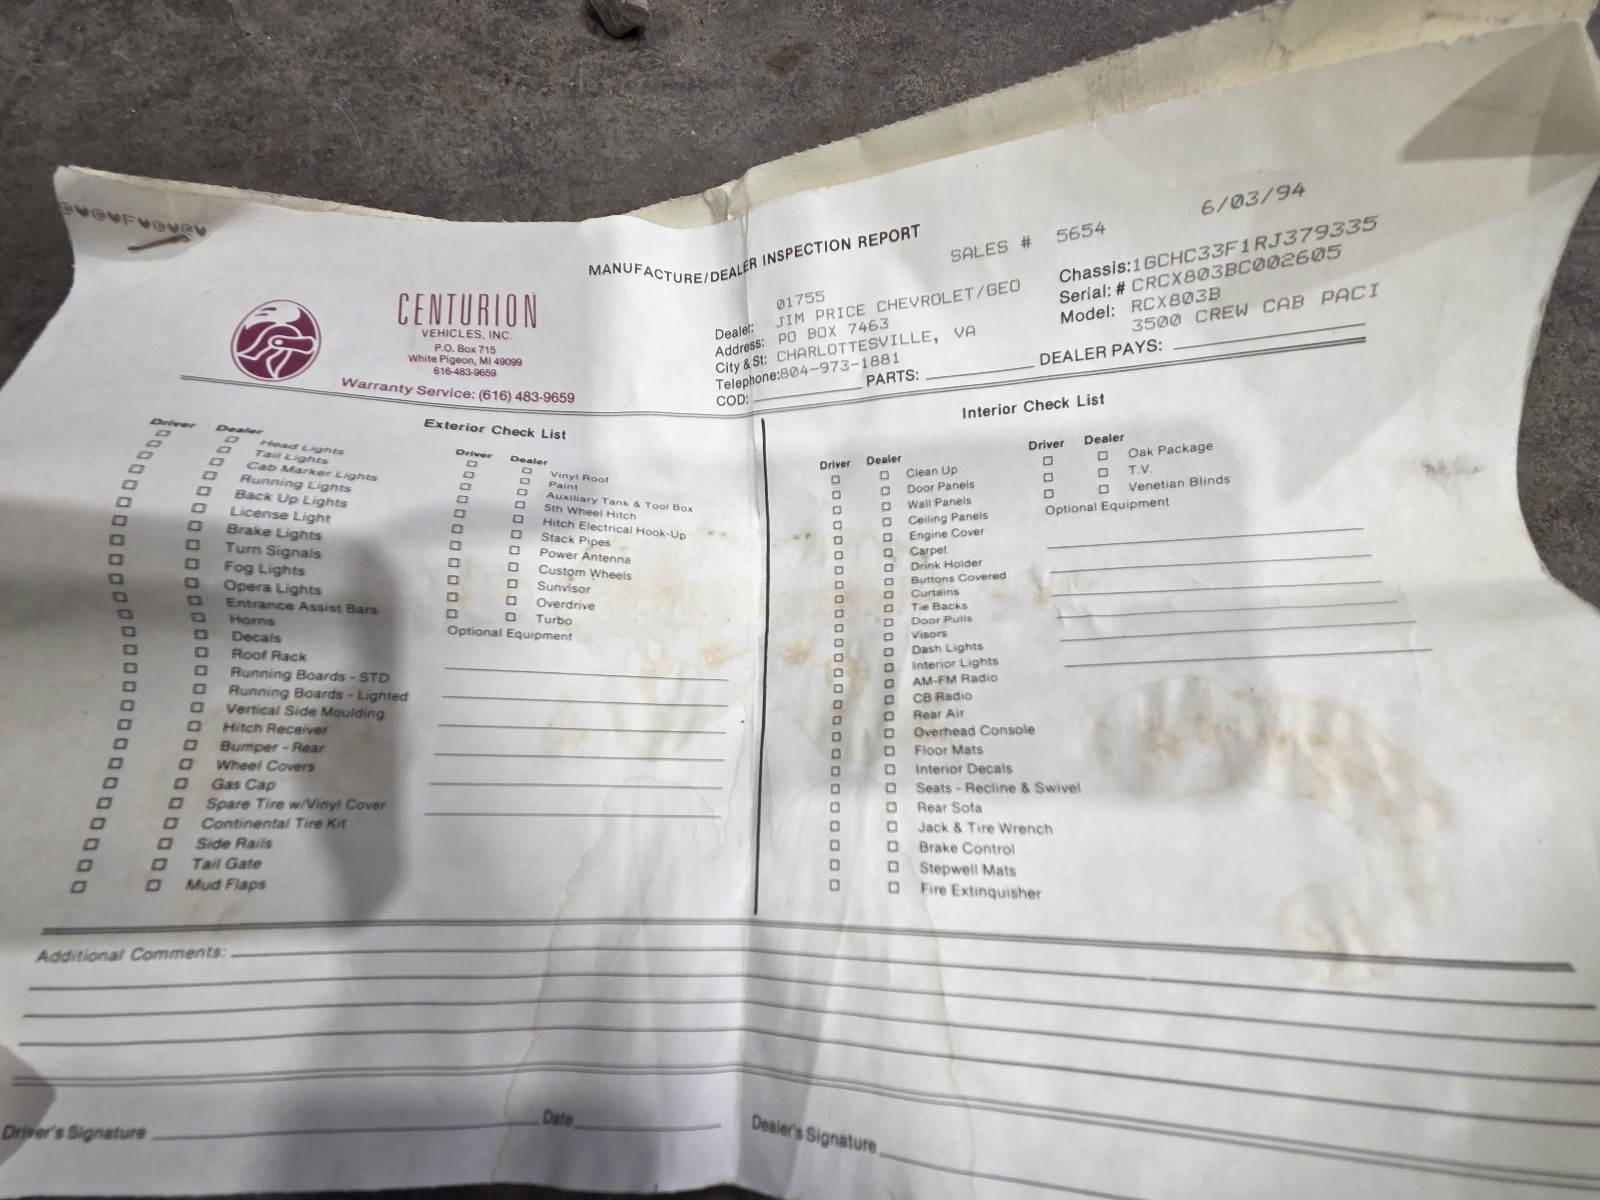 MANUFACTURE/DEALER INSPECTION REPORT
SALES # 5654
6/03/94
CENTURION
VEHICLES, INC.
P.O. Box 715
White Pigeon, MI 49099
616-483-9659
Warranty Service: (616) 483-9659
01755
Dealer: JIM PRICE CHEVROLET/GEO
Address: PO BOX 7463
City & St: CHARLOTTESVILLE, VA
Telephone: 804-973-1881
COD: PARTS: DEALER PAYS:
Chassis: 1GCHC33F1RJ379335
Serial: # CRCX803BC002605
Model: RCX803B
3500 CREW CAB PACI
Exterior Check List
Driver Dealer
Head Lights
Tail Lights
Cab Marker Lights
Running Lights
Back Up Lights
License Light
Brake Lights
Turn Signals
Fog Lights
Opera Lights
Entrance Assist Bars
Horns
Decals
Roof Rack
Running Boards - STD
Running Boards - Lighted
Vertical Side Moulding
Hitch Receiver
Bumper - Rear
Wheel Covers
Gas Cap
Spare Tire w/Vinyl Cover
Continental Tire Kit
Side Rails
Tail Gate
Mud Flaps
Driver Dealer
Vinyl Roof
Paint
Auxiliary Tank & Tool Box
5th Wheel Hitch
Hitch Electrical Hook-Up
Stack Pipes
Power Antenna
Custom Wheels
Sunvisor
Overdrive
Turbo
Optional Equipment
Interior Check List
Driver Dealer
Clean Up
Door Panels
Wall Panels
Ceiling Panels
Engine Cover
Carpet
Drink Holder
Buttons Covered
Curtains
Tie Backs
Door Pulls
Visors
Dash Lights
Interior Lights
AM-FM Radio
CB Radio
Rear Air
Overhead Console
Floor Mats
Interior Decals
Seats - Recline & Swivel
Rear Sofa
Jack & Tire Wrench
Brake Control
Stepwell Mats
Fire Extinguisher
Driver Dealer
Oak Package
T.V.
Venetian Blinds
Optional Equipment
Additional Comments:
Driver's Signature Date
Dealer's Signature